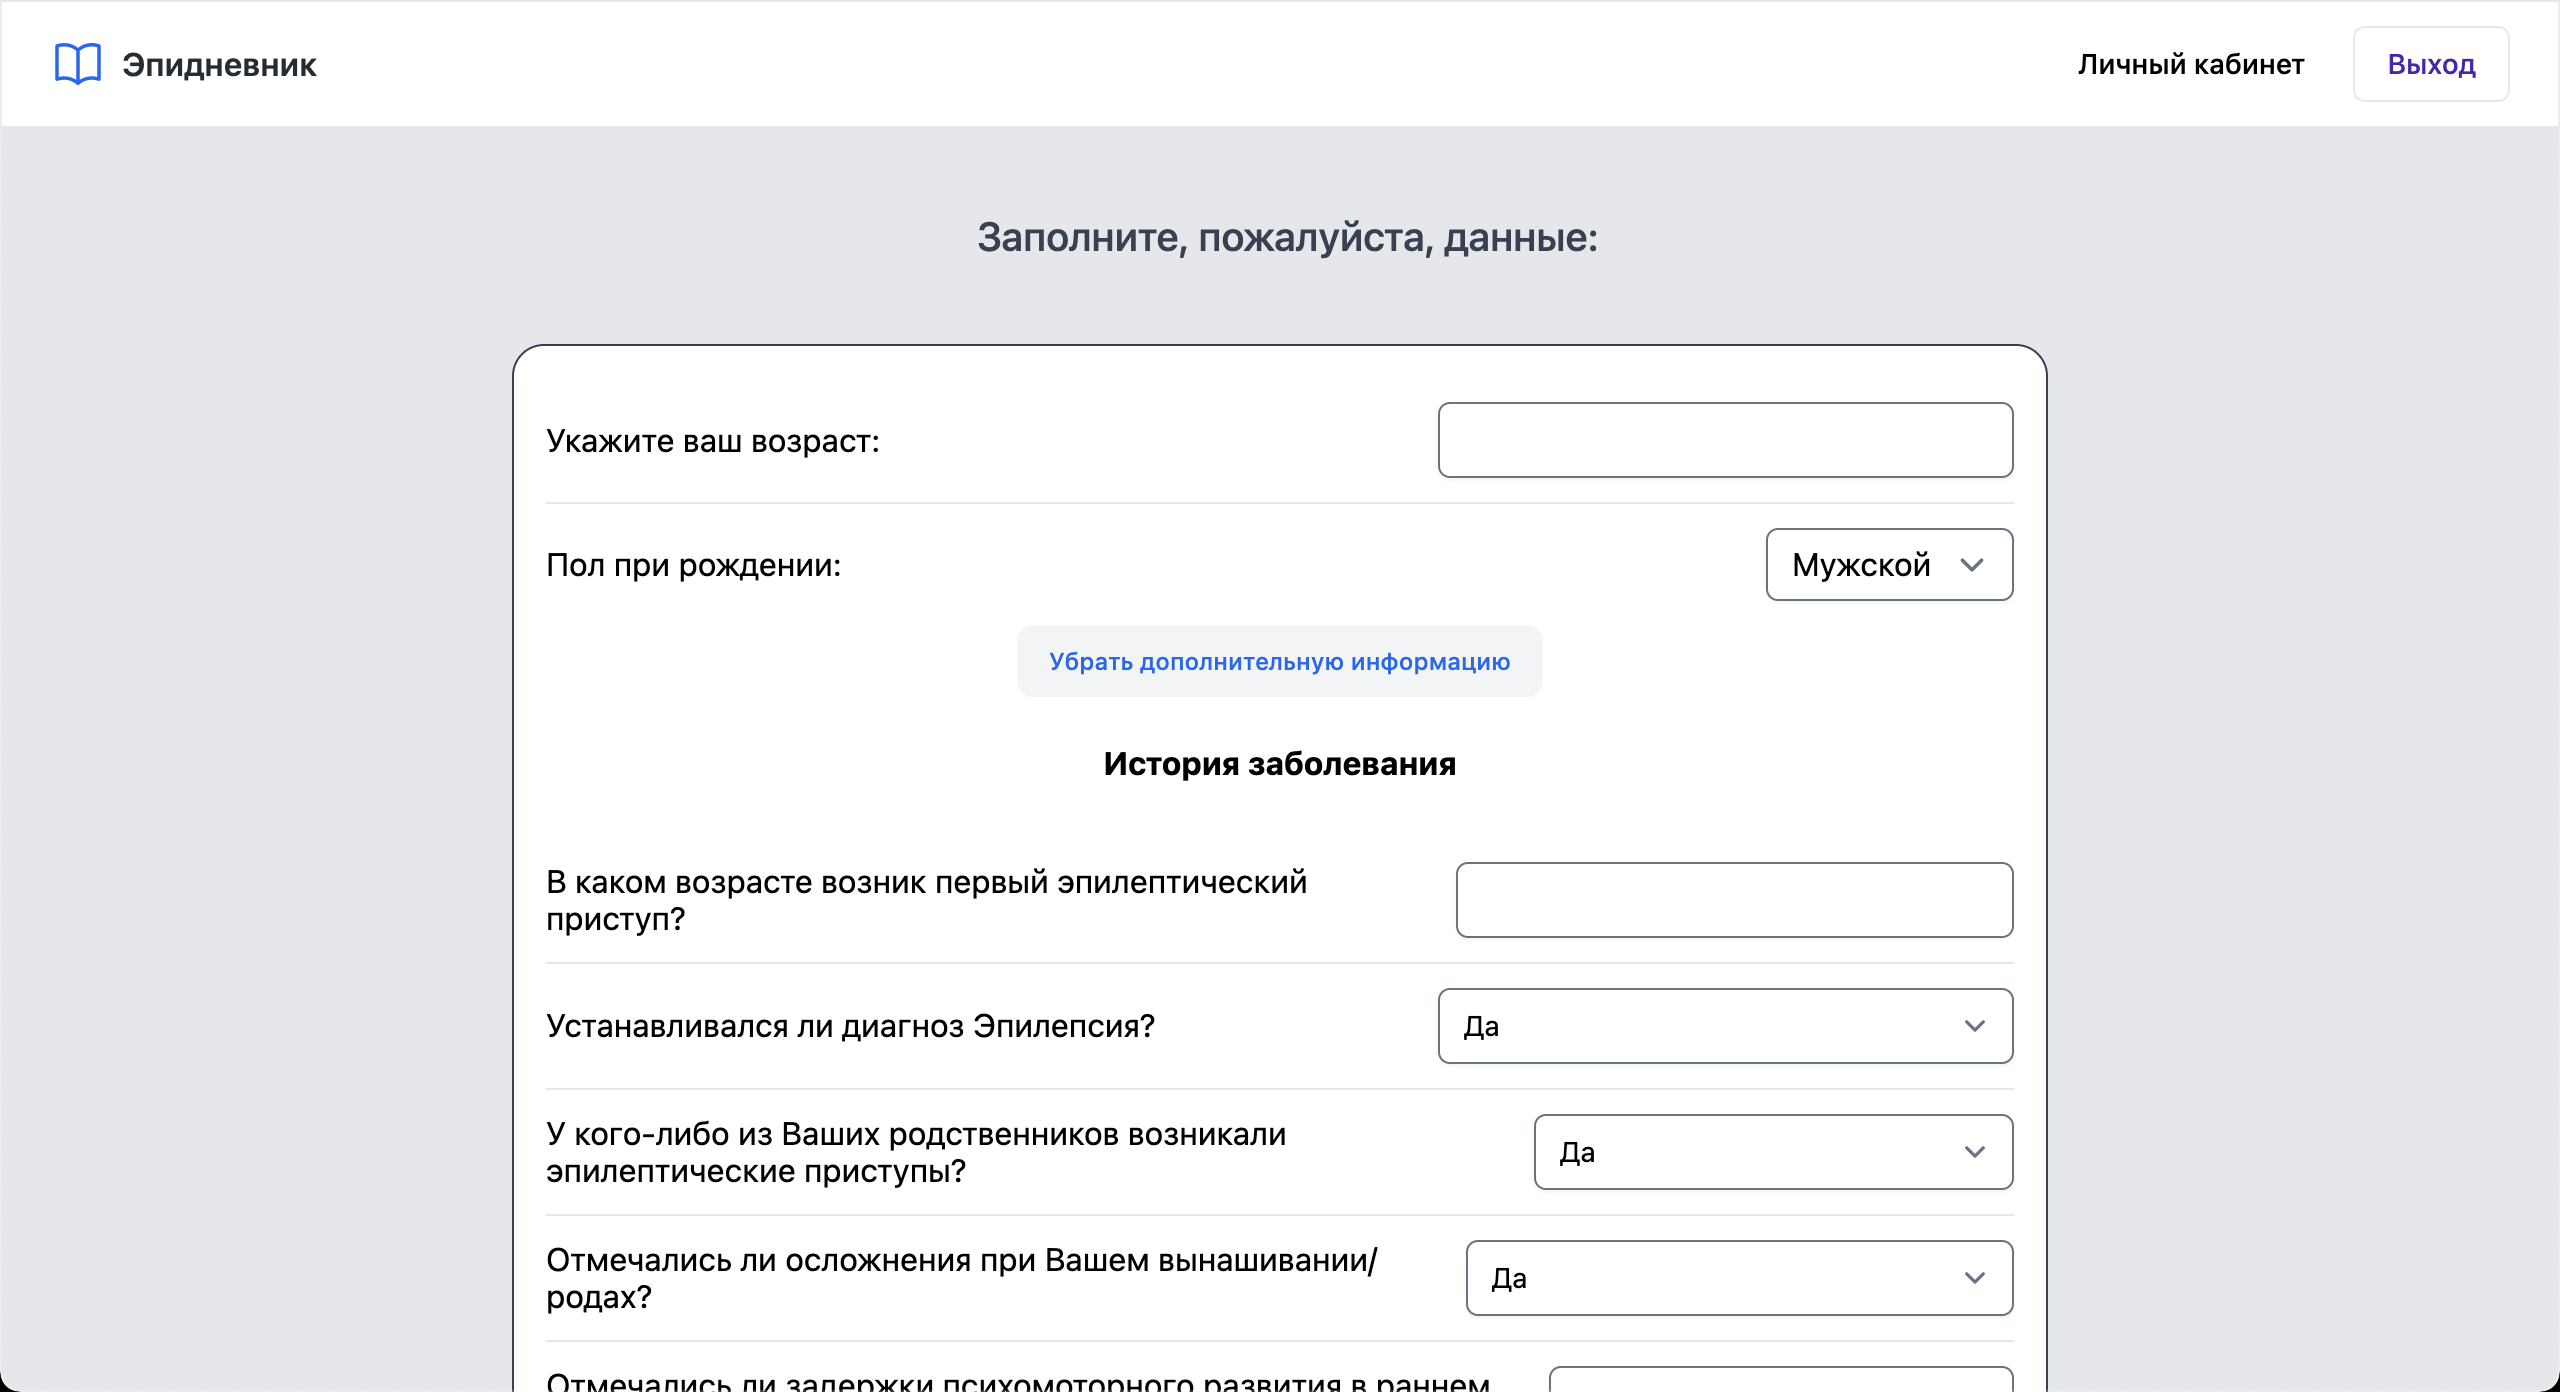 Эпидневник
Личный кабинет
Выход
Заполните, пожалуйста, данные:
Укажите ваш возраст:
Пол при рождении:
Мужской
Убрать дополнительную информацию
История заболевания
В каком возрасте возник первый эпилептический
приступ?
Устанавливался ли диагноз Эпилепсия?
Да
У кого-либо из Ваших родственников возникали
эпилептические приступы?
Да
Отмечались ли осложнения при Вашем вынашивании/
родах?
Да
Отмечались ли задержки психомоторного развития в раннем